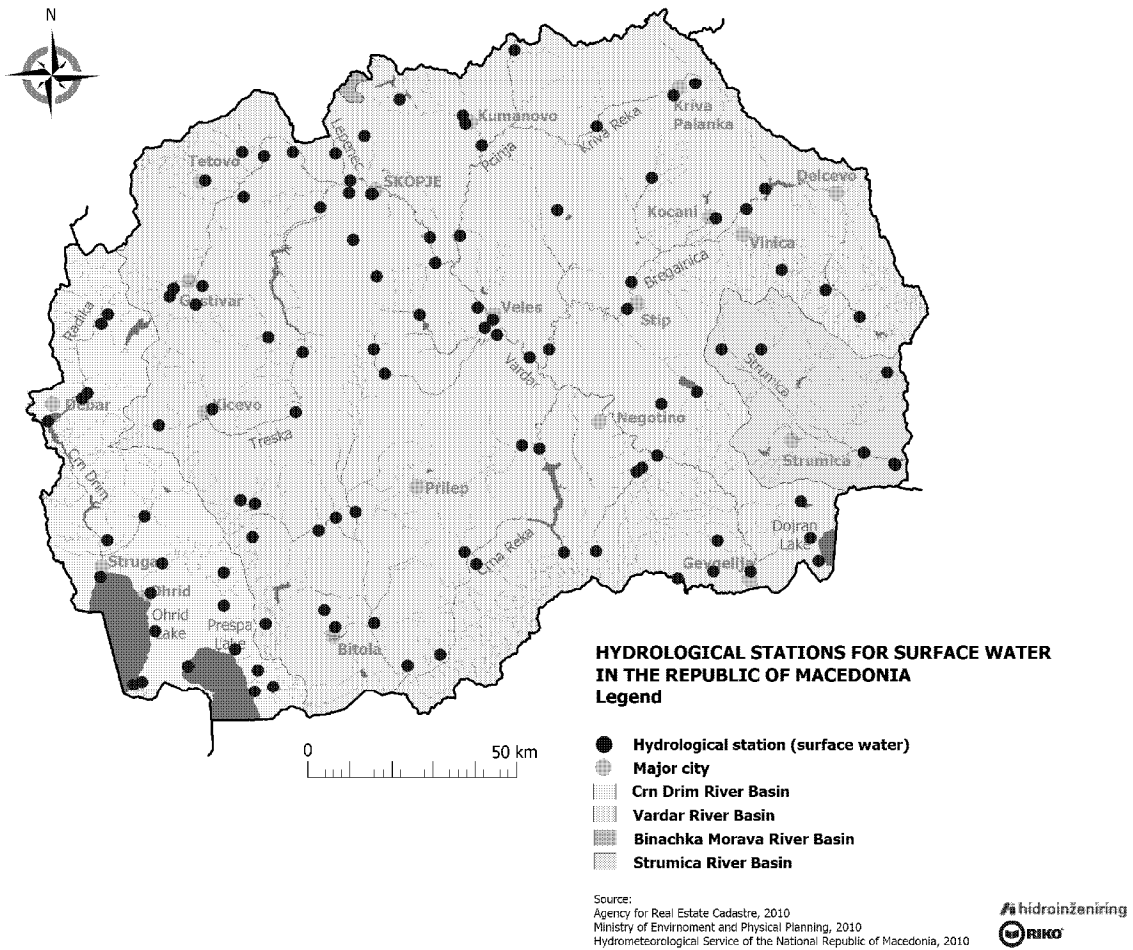 N
Kumanovo
Kriva
Palanka
Kriva Reka
Pcinja
Lepenec
Tetovo
SKOPJE
Delcevo
Kocani
Vinica
Bregalnica
Gostivar
Radika
Veles
Stip
Vardar
Strumica
Debar
Kicevo
Treska
Negotino
Crn Drim
Prilep
Strumica
Dojran
Lake
Crna Reka
Struga
Gevgelija
Ohrid
Ohrid
Lake
Prespa
Lake
Bitola
HYDROLOGICAL STATIONS FOR SURFACE WATER
IN THE REPUBLIC OF MACEDONIA
Legend
0 50 km
Hydrological station (surface water)
Major city
Crn Drim River Basin
Vardar River Basin
Binachka Morava River Basin
Strumica River Basin
Source:
Agency for Real Estate Cadastre, 2010
Ministry of Envirnoment and Physical Planning, 2010
Hydrometeorological Service of the National Republic of Macedonia, 2010
hidroinženiring
RIKO